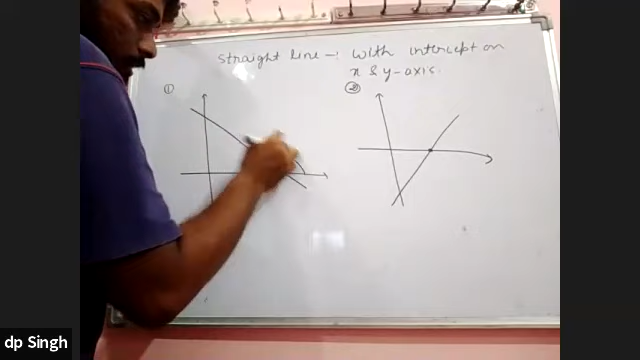 Straight line -: with intercept on
x & y-axis.
①
②
dp Singh